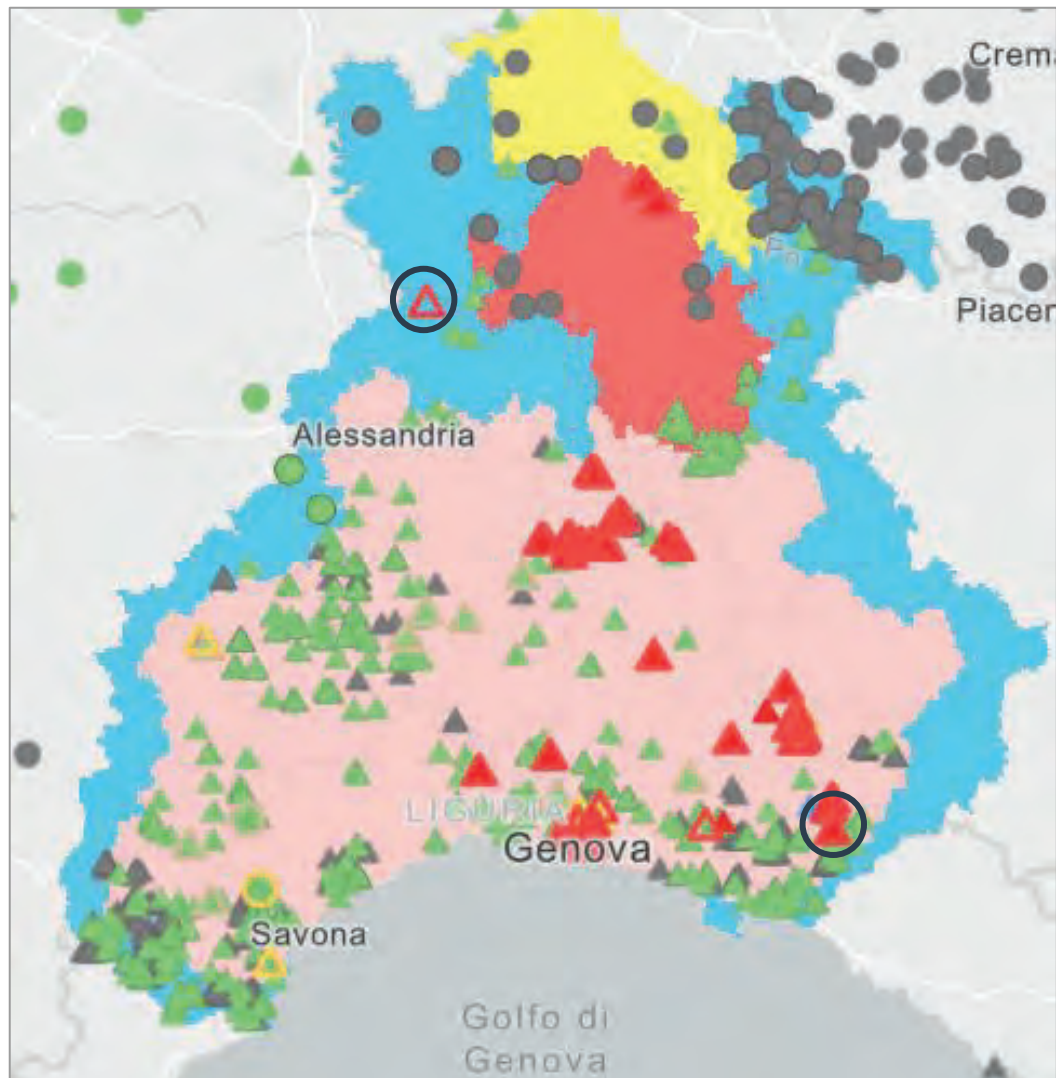 Crema
Po
Piacen
Alessandria
LIGURIA
Genova
Savona
Golfo di
Genova